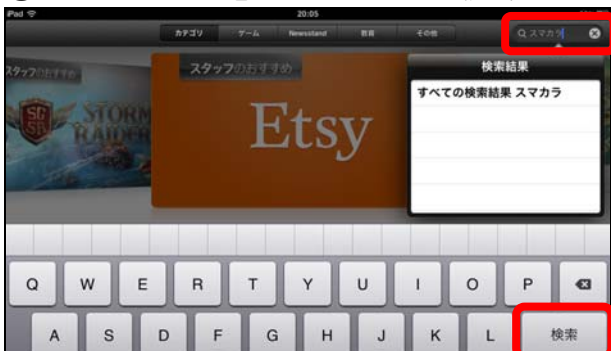 iPad
20:05
カテゴリ ゲーム Newsstand 教育 その他
スマカラ
スタッフのおすすめ
スタッフのおすすめ
検索結果
すべての検索結果 スマカラ
SG
SB
STORM
RAIDER
Etsy
Q W E R T Y U I O P
A S D F G H J K L 検索